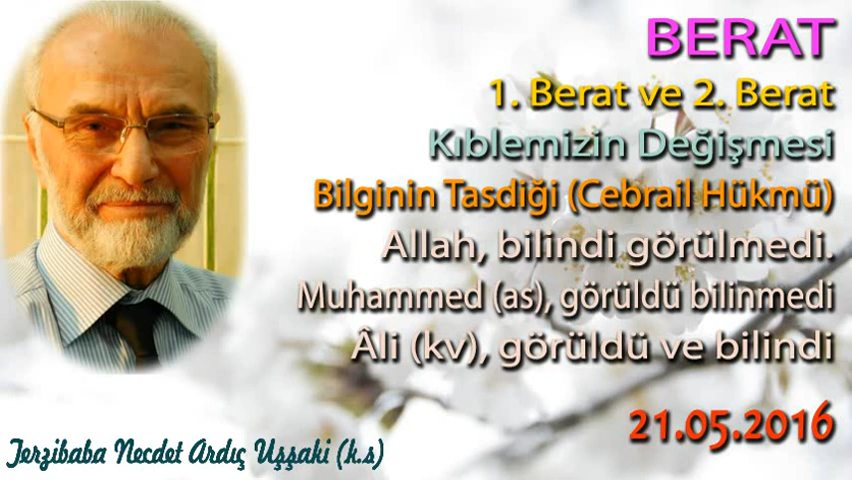 BERAT
1. Berat ve 2. Berat
Kıblemizin Değişmesi
Bilginin Tasdiği (Cebrail Hükmü)
Allah, bilindi görülmedi.
Muhammed (as), görüldü bilinmedi
Âli (kv), görüldü ve bilindi
21.05.2016
Terzibaba Necdet Ardıç Uşşaki (k.s)